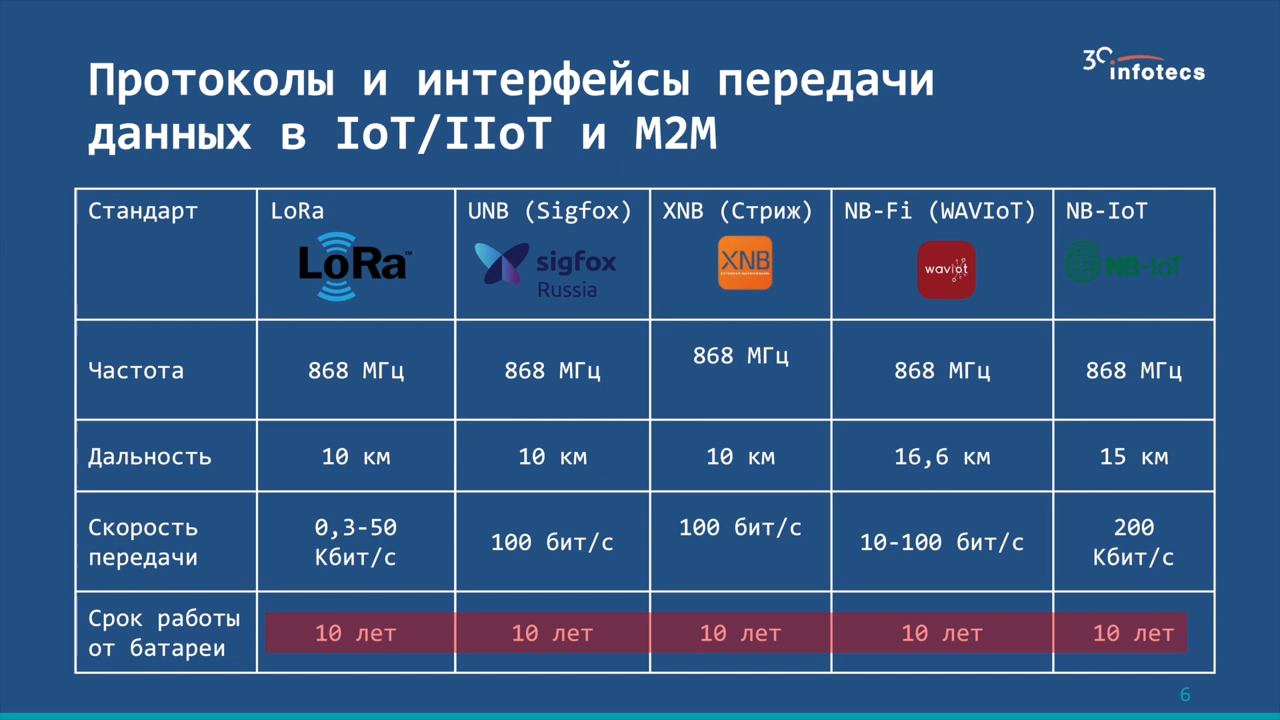 Протоколы и интерфейсы передачи
данных в IoT/IIoT и M2M
30 infotecs
Стандарт
LoRa
UNB (Sigfox)
XNB (Стриж)
NB-Fi (WAVIoT)
NB-IoT
LoRa™
sigfox
Russia
XNB
waviot
NB-IoT
Частота
868 МГц
868 МГц
868 МГц
868 МГц
868 МГц
Дальность
10 км
10 км
10 км
16,6 км
15 км
Скорость
передачи
0,3-50
Кбит/с
100 бит/с
100 бит/с
10-100 бит/с
200
Кбит/с
Срок работы
от батареи
10 лет
10 лет
10 лет
10 лет
10 лет
6